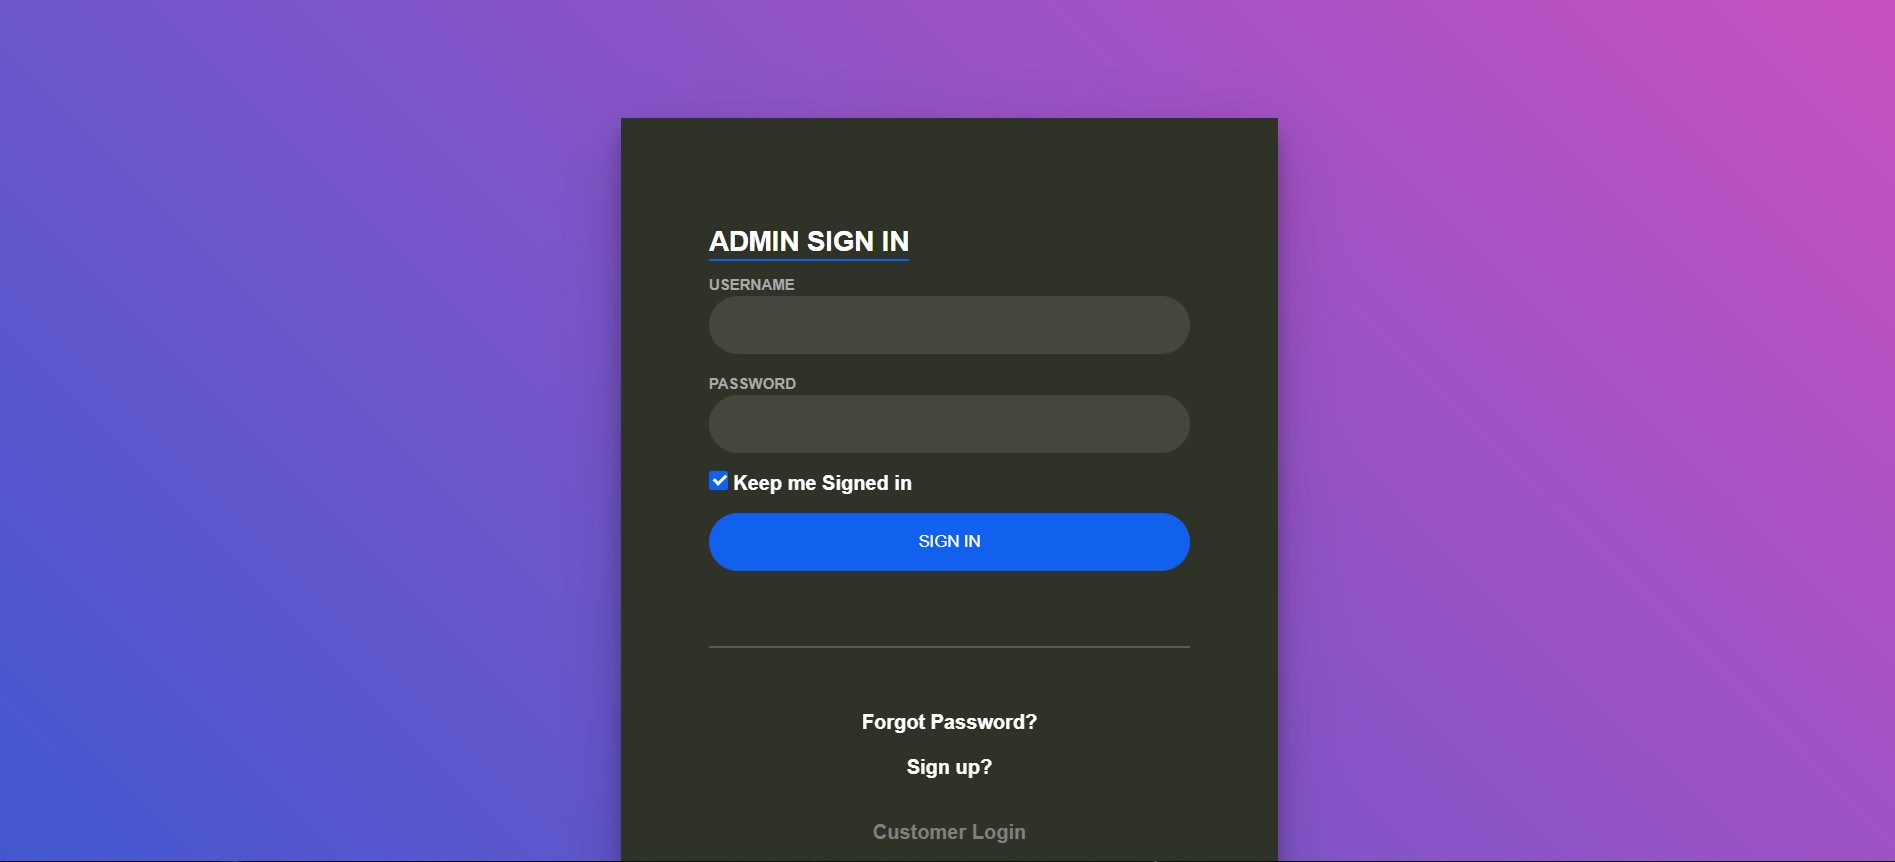 ADMIN SIGN IN
USERNAME
PASSWORD
Keep me Signed in
SIGN IN
Forgot Password?
Sign up?
Customer Login